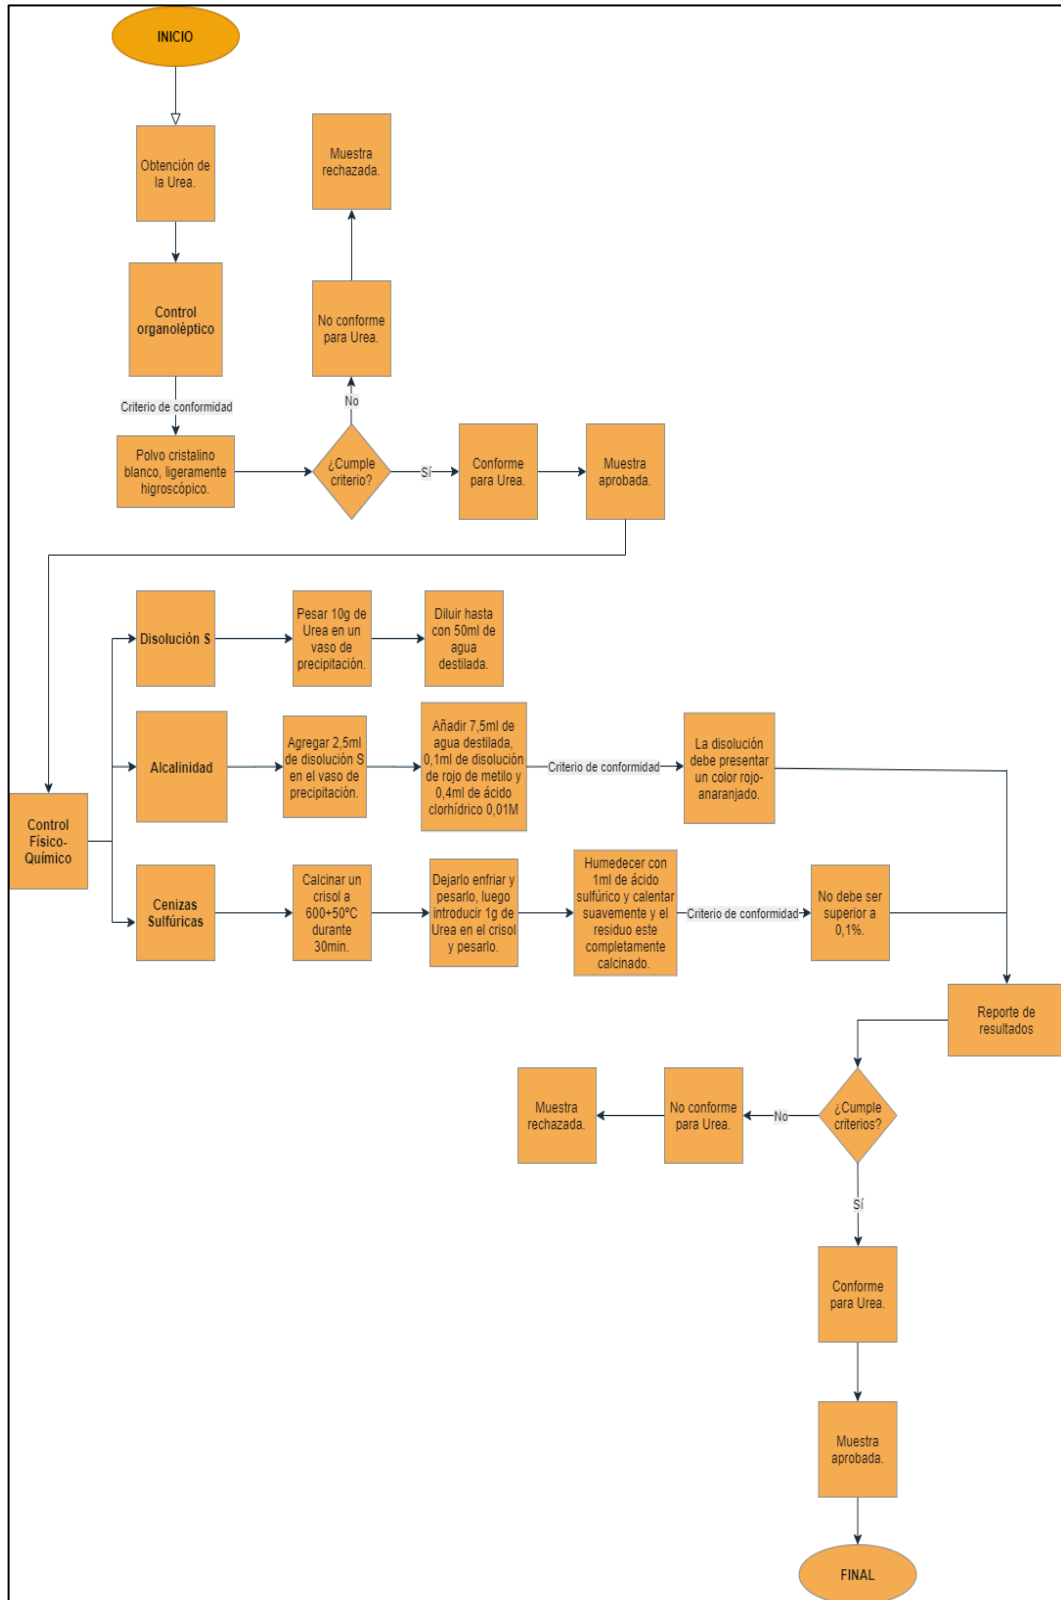 INICIO
Obtención de
la Urea.
Control
organoléptico
Criterio de conformidad
Polvo cristalino
blanco, ligeramente
higroscópico.
¿Cumple
criterio?
No
No conforme
para Urea.
Muestra
rechazada.
Sí
Conforme
para Urea.
Muestra
aprobada.
Control
Físico-
Químico
Disolución S
Pesar 10g de
Urea en un
vaso de
precipitación.
Diluir hasta
con 50ml de
agua
destilada.
Alcalinidad
Agregar 2,5ml
de disolución S
en el vaso de
precipitación.
Añadir 7,5ml de
agua destilada,
0,1ml de disolución
de rojo de metilo y
0,4ml de ácido
clorhídrico 0,01M
Criterio de conformidad
La disolución
debe presentar
un color rojo-
anaranjado.
Cenizas
Sulfúricas
Calcinar un
crisol a
600+50ºC
durante
30min.
Dejarlo enfriar y
pesarlo, luego
introducir 1g de
Urea en el crisol
y pesarlo.
Humedecer con
1ml de ácido
sulfúrico y calentar
suavemente y el
residuo este
completamente
calcinado.
Criterio de conformidad
No debe ser
superior a
0,1%.
Reporte de
resultados
¿Cumple
criterios?
No
No conforme
para Urea.
Muestra
rechazada.
Sí
Conforme
para Urea.
Muestra
aprobada.
FINAL